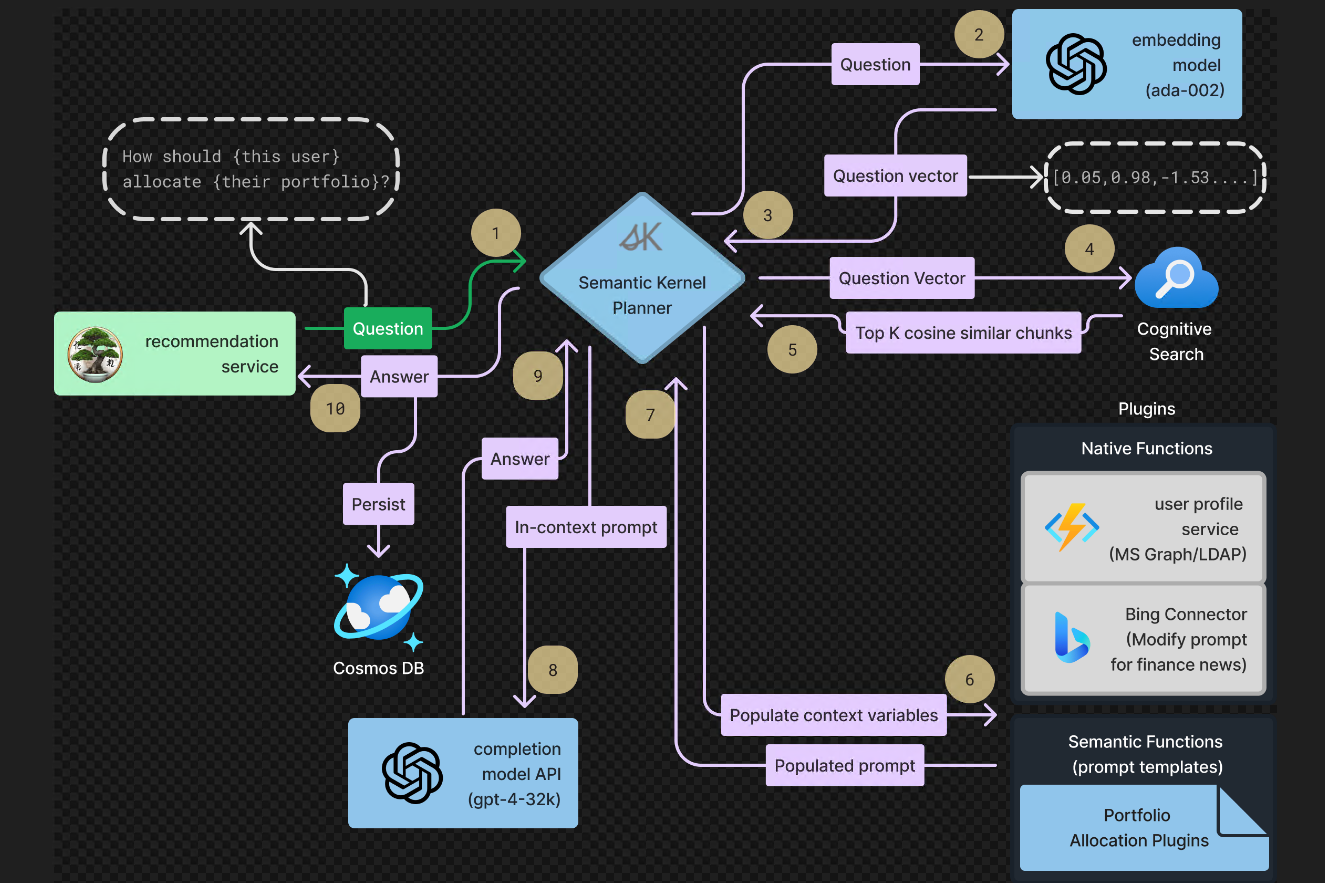 2
Question
embedding
model
(ada-002)
How should {this user}
allocate {their portfolio}?
Question vector
[0.05,0.98,-1.53....]
1
3
SK
Semantic Kernel
Planner
4
Question Vector
Question
recommendation
service
5
Top K cosine similar chunks
Cognitive
Search
Answer
10
9
7
Plugins
Native Functions
Answer
Persist
In-context prompt
user profile
service
(MS Graph/LDAP)
Bing Connector
(Modify prompt
for finance news)
Cosmos DB
8
6
Populate context variables
Populated prompt
Semantic Functions
(prompt templates)
completion
model API
(gpt-4-32k)
Portfolio
Allocation Plugins